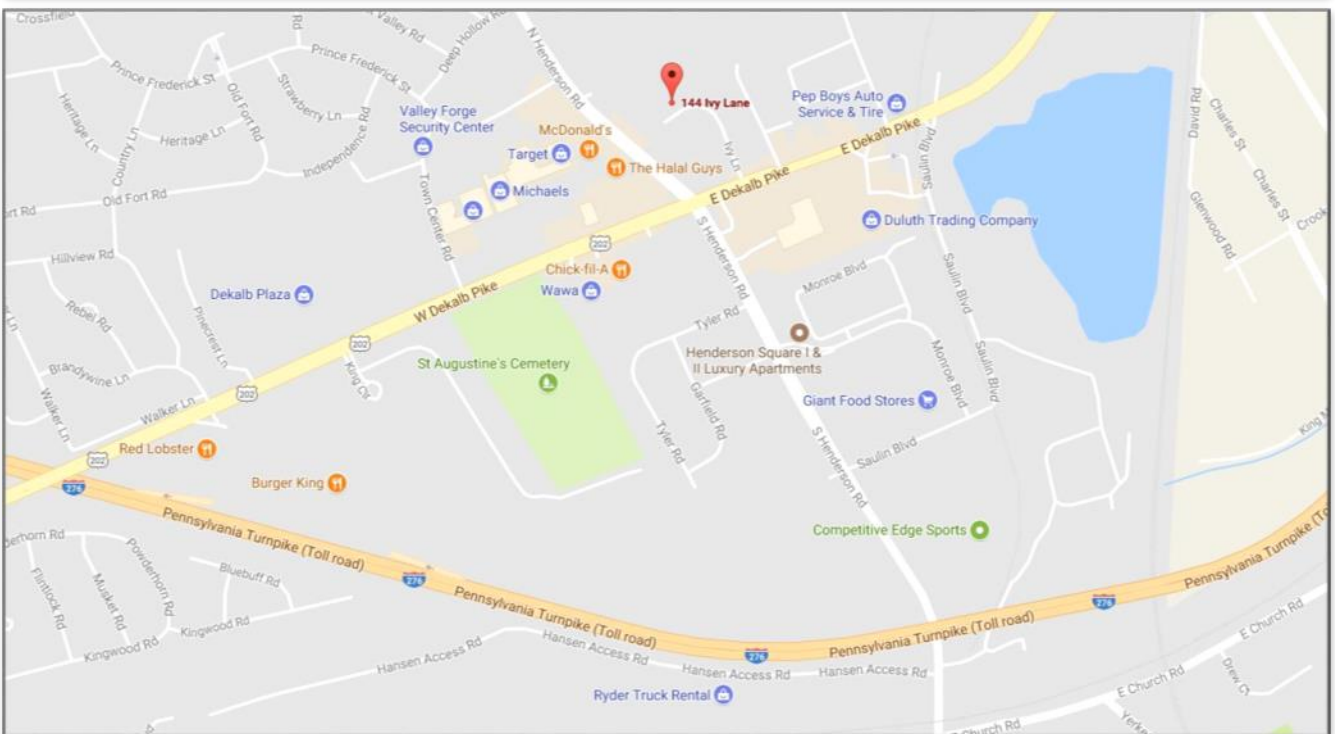 Crossfield
Rd
Valley Rd
Deep Hollow Rd
N Henderson Rd
Prince Frederick St
Prince Frederick St
Strawberry Ln
Old Fort Rd
Heritage Ln
Heritage Ln
Country Ln
Independence Rd
Old Fort Rd
ort Rd
Valley Forge
Security Center
McDonald's
Target
The Halal Guys
Michaels
144 Ivy Lane
Ivy Ln
Pep Boys Auto
Service & Tire
E Dekalb Pike
E Dekalb Pike
Saulin Blvd
David Rd
Charles St
Charles St
Glenwood Rd
Crook
Duluth Trading Company
Town Center Rd
S Henderson Rd
202
Hillview Rd
Rebel Rd
Pinecrest Ln
Dekalb Plaza
W Dekalb Pike
Chick-fil-A
Wawa
Monroe Blvd
Saulin Blvd
Tyler Rd
Henderson Square I &
II Luxury Apartments
Monroe Blvd
Saulin Blvd
202
King Cir
St Augustine's Cemetery
Brandywine Ln
Walker Ln
Walker Ln
202
Garfield Rd
Giant Food Stores
Tyler Rd
S Henderson Rd
Saulin Blvd
King M
Red Lobster
202
Burger King
276
Pennsylvania Turnpike (Toll road)
Competitive Edge Sports
derhorn Rd
Powderhorn Rd
Flintlock Rd
Musket Rd
Bluebuff Rd
Kingwood Rd
Kingwood Rd
276
Pennsylvania Turnpike (Toll road)
276
Pennsylvania Turnpike (Toll road)
276
Pennsylvania Turnpike (To
Hansen Access Rd
Hansen Access Rd
Hansen Access Rd
Hansen Access Rd
Ryder Truck Rental
E Church Rd
E Church Rd
Drew Ct
Yerke
Church Rd